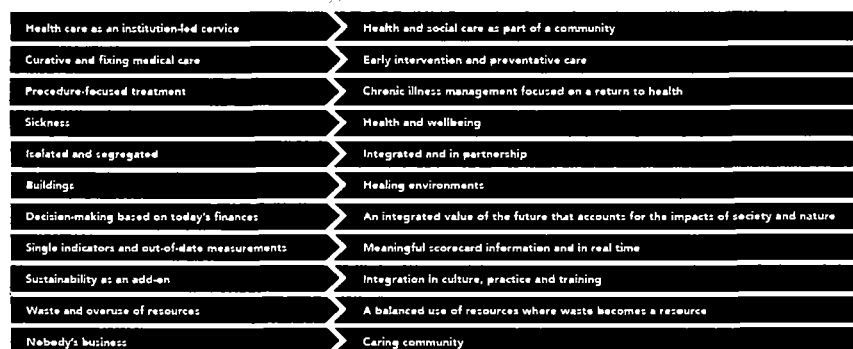 Health care as an institution-led service Health and social care as part of a community
Curative and fixing medical care Early intervention and preventative care
Procedure-focused treatment Chronic illness management focused on a return to health
Sickness Health and wellbeing
Isolated and segregated Integrated and in partnership
Buildings Healing environments
Decision-making based on today's finances An integrated value of the future that accounts for the impacts of society and nature
Single indicators and out-of-date measurements Meaningful scorecard information and in real time
Sustainability as an add-on Integration in culture, practice and training
Waste and overuse of resources A balanced use of resources where waste becomes a resource
Nobody's business Caring community